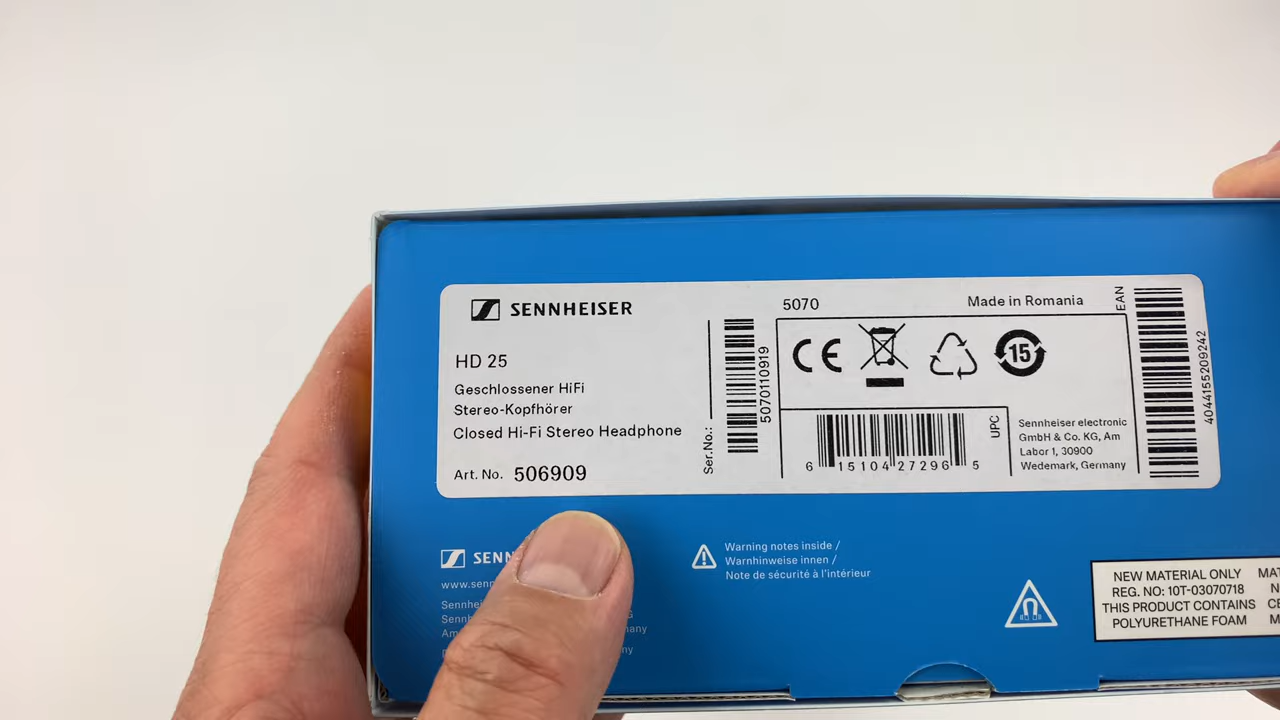 SENNHEISER
HD 25
Geschlossener HiFi
Stereo-Kopfhörer
Closed Hi-Fi Stereo Headphone
Art. No. 506909
Ser.No.:
5070110919
5070
Made in Romania
CE
15
6 15104 27296 5
UPC
Sennheiser electronic
GmbH & Co. KG, Am
Labor 1, 30900
Wedemark, Germany
EAN
4044155209242
SENN
www.senn
Warning notes inside /
Warnhinweise innen /
Note de sécurité à l'intérieur
NEW MATERIAL ONLY
REG. NO: 10T-03070718
THIS PRODUCT CONTAINS
POLYURETHANE FOAM